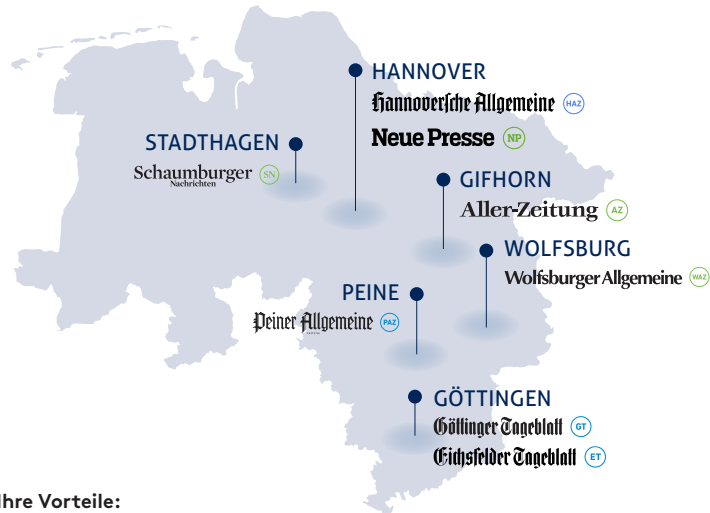 HANNOVER
Hannoversche Allgemeine HAZ
Neue Presse NP
STADTHAGEN
Schaumburger SN
Nachrichten
GIFHORN
Aller-Zeitung AZ
WOLFSBURG
Wolfsburger Allgemeine WAZ
PEINE
Peiner Allgemeine PAZ
GÖTTINGEN
Göttinger Tageblatt GT
Eichsfelder Tageblatt ET
Ihre Vorteile: